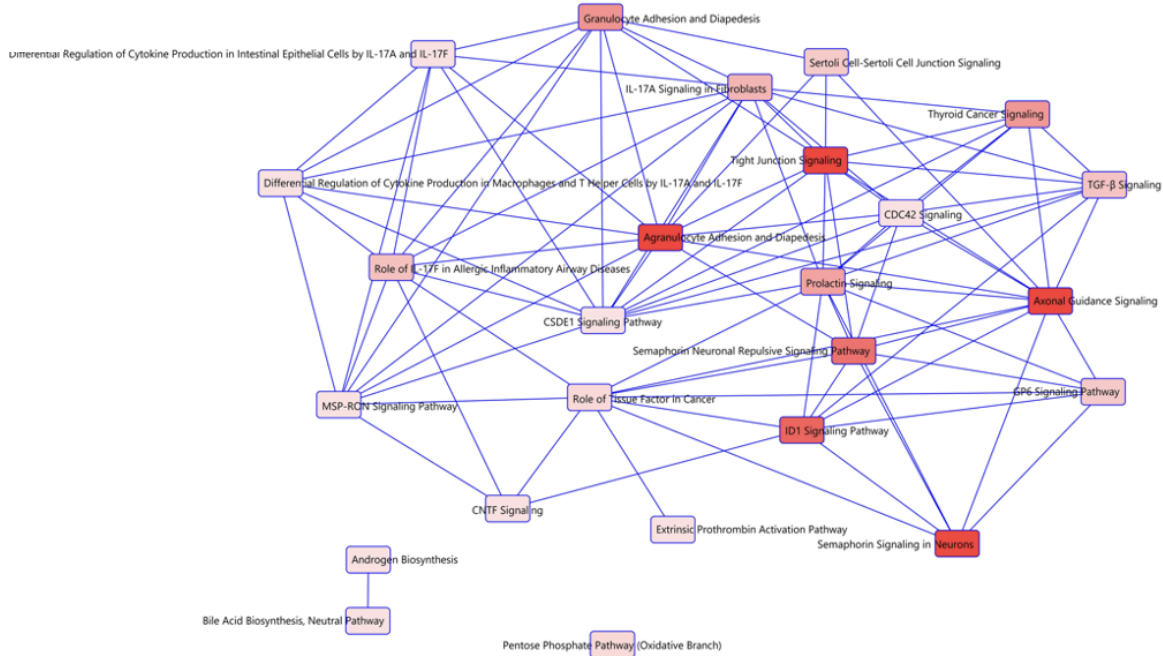 Granulocyte Adhesion and Diapedesis
Differential Regulation of Cytokine Production in Intestinal Epithelial Cells by IL-17A and IL-17F
Sertoli Cell-Sertoli Cell Junction Signaling
IL-17A Signaling in Fibroblasts
Thyroid Cancer Signaling
Tight Junction Signaling
Differential Regulation of Cytokine Production in Macrophages and T Helper Cells by IL-17A and IL-17F
TGF-β Signaling
CDC42 Signaling
Agranulocyte Adhesion and Diapedesis
Role of IL-17F in Allergic Inflammatory Airway Diseases
Prolactin Signaling
Axonal Guidance Signaling
CSDE1 Signaling Pathway
Semaphorin Neuronal Repulsive Signaling Pathway
GP6 Signaling Pathway
MSP-RON Signaling Pathway
Role of Tissue Factor in Cancer
ID1 Signaling Pathway
CNTF Signaling
Extrinsic Prothrombin Activation Pathway
Semaphorin Signaling in Neurons
Androgen Biosynthesis
Bile Acid Biosynthesis, Neutral Pathway
Pentose Phosphate Pathway (Oxidative Branch)